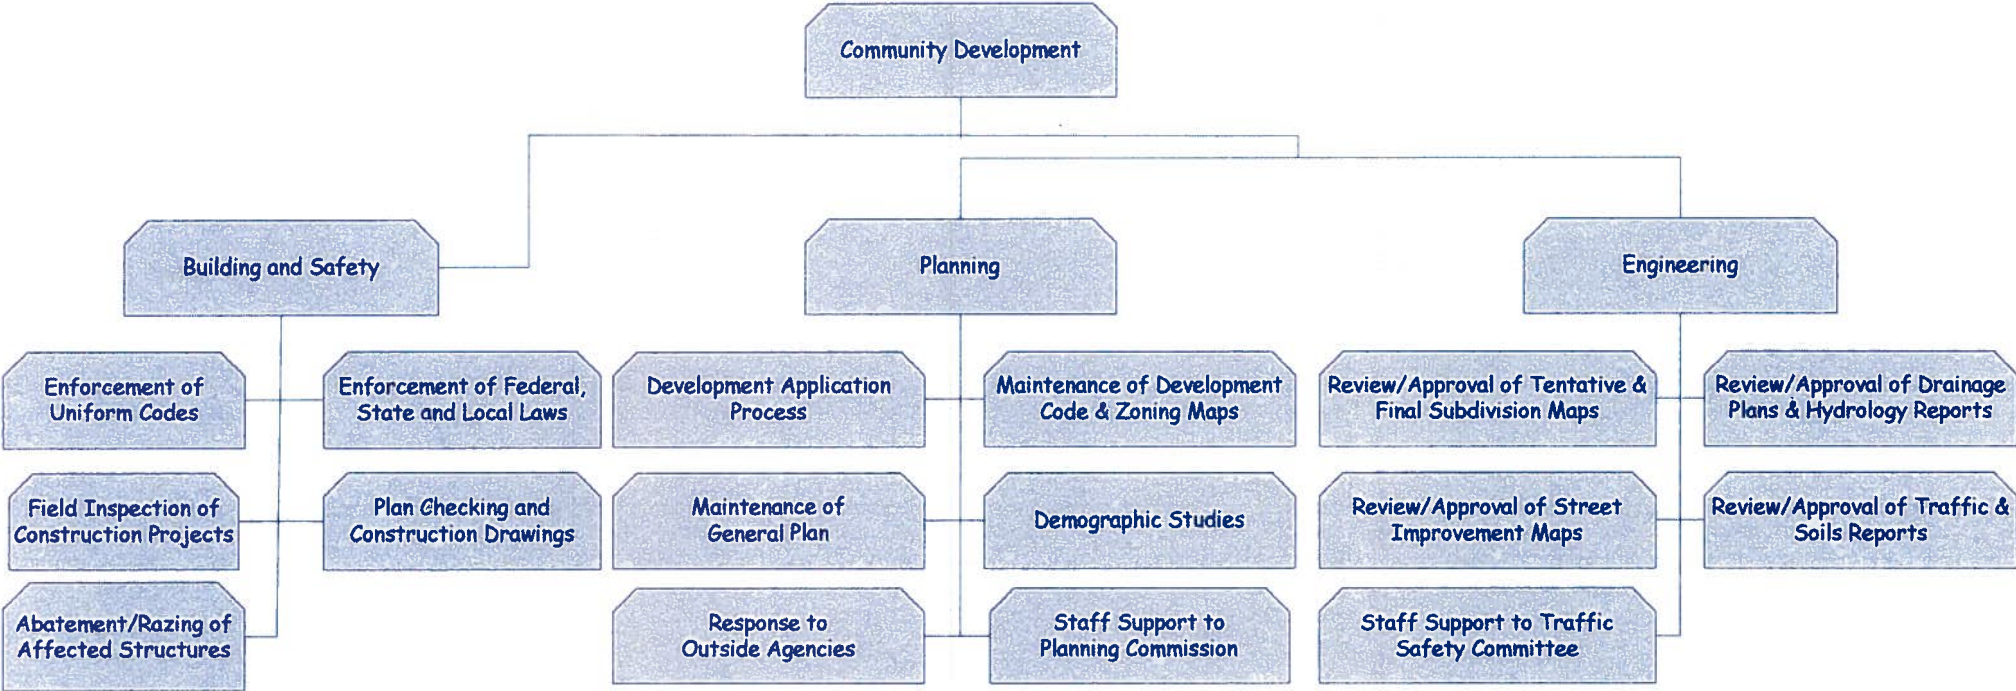 Community Development
Building and Safety
Planning
Engineering
Enforcement of
Uniform Codes
Enforcement of Federal,
State and Local Laws
Development Application
Process
Maintenance of Development
Code & Zoning Maps
Review/Approval of Tentative &
Final Subdivision Maps
Review/Approval of Drainage
Plans & Hydrology Reports
Field Inspection of
Construction Projects
Plan Checking and
Construction Drawings
Maintenance of
General Plan
Demographic Studies
Review/Approval of Street
Improvement Maps
Review/Approval of Traffic &
Soils Reports
Abatement/Razing of
Affected Structures
Response to
Outside Agencies
Staff Support to
Planning Commission
Staff Support to Traffic
Safety Committee